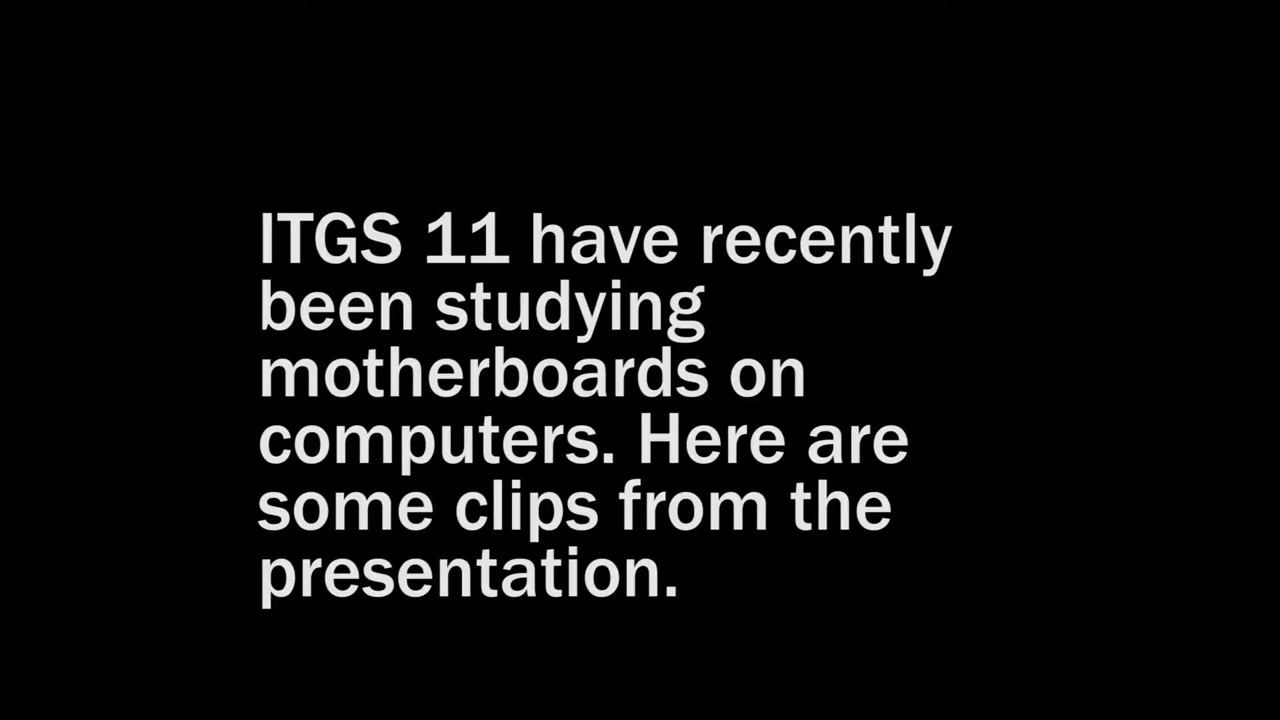 ITGS 11 have recently
been studying
motherboards on
computers. Here are
some clips from the
presentation.